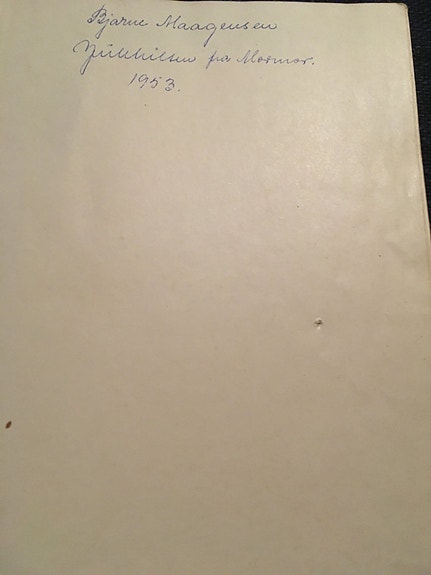 Bjarne Maagensen
Julehilsen fra Mormor.
1953.